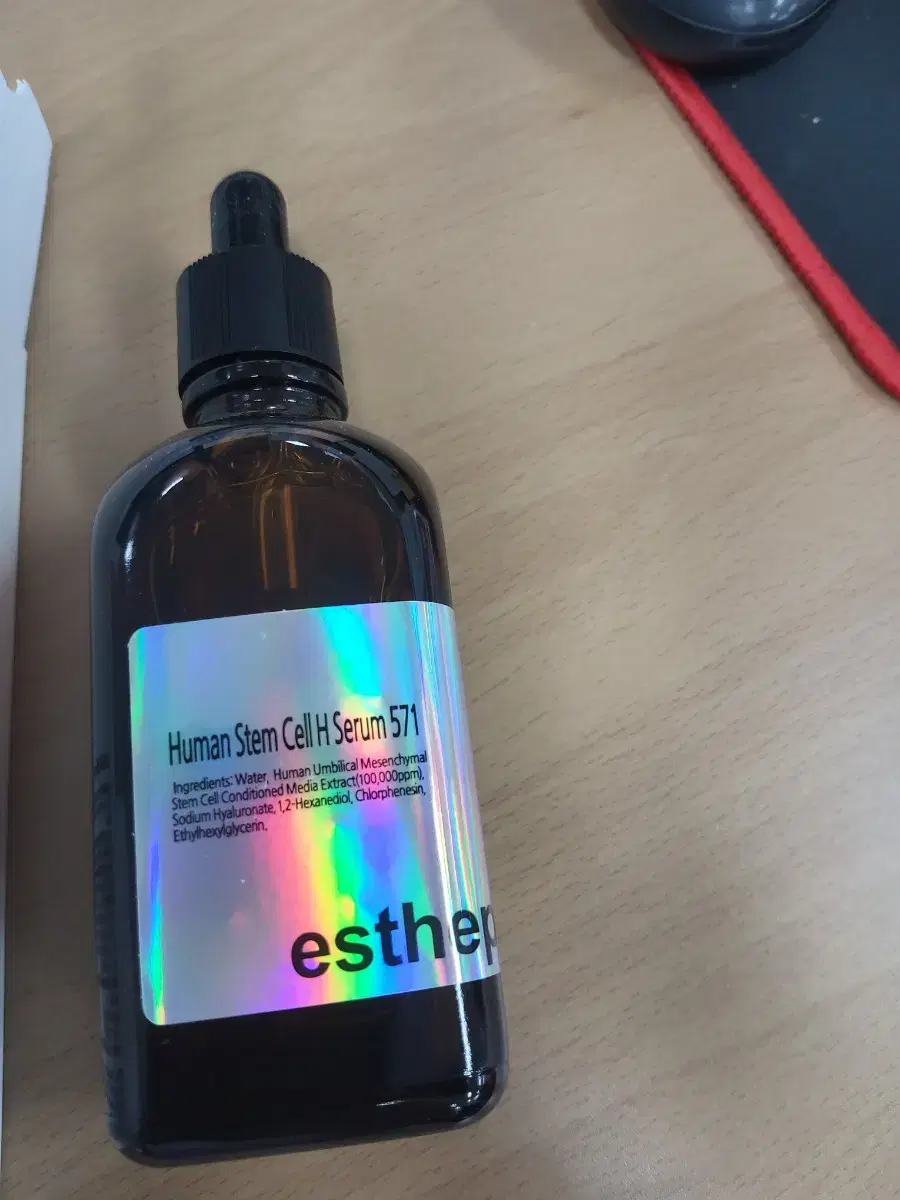 Human Stem Cell H Serum 571
Ingredients: Water, Human Umbilical Mesenchymal
Stem Cell Conditioned Media Extract(100,000ppm),
Sodium Hyaluronate, 1,2-Hexanediol, Chlorphenesin,
Ethylhexylglycerin.
esthep